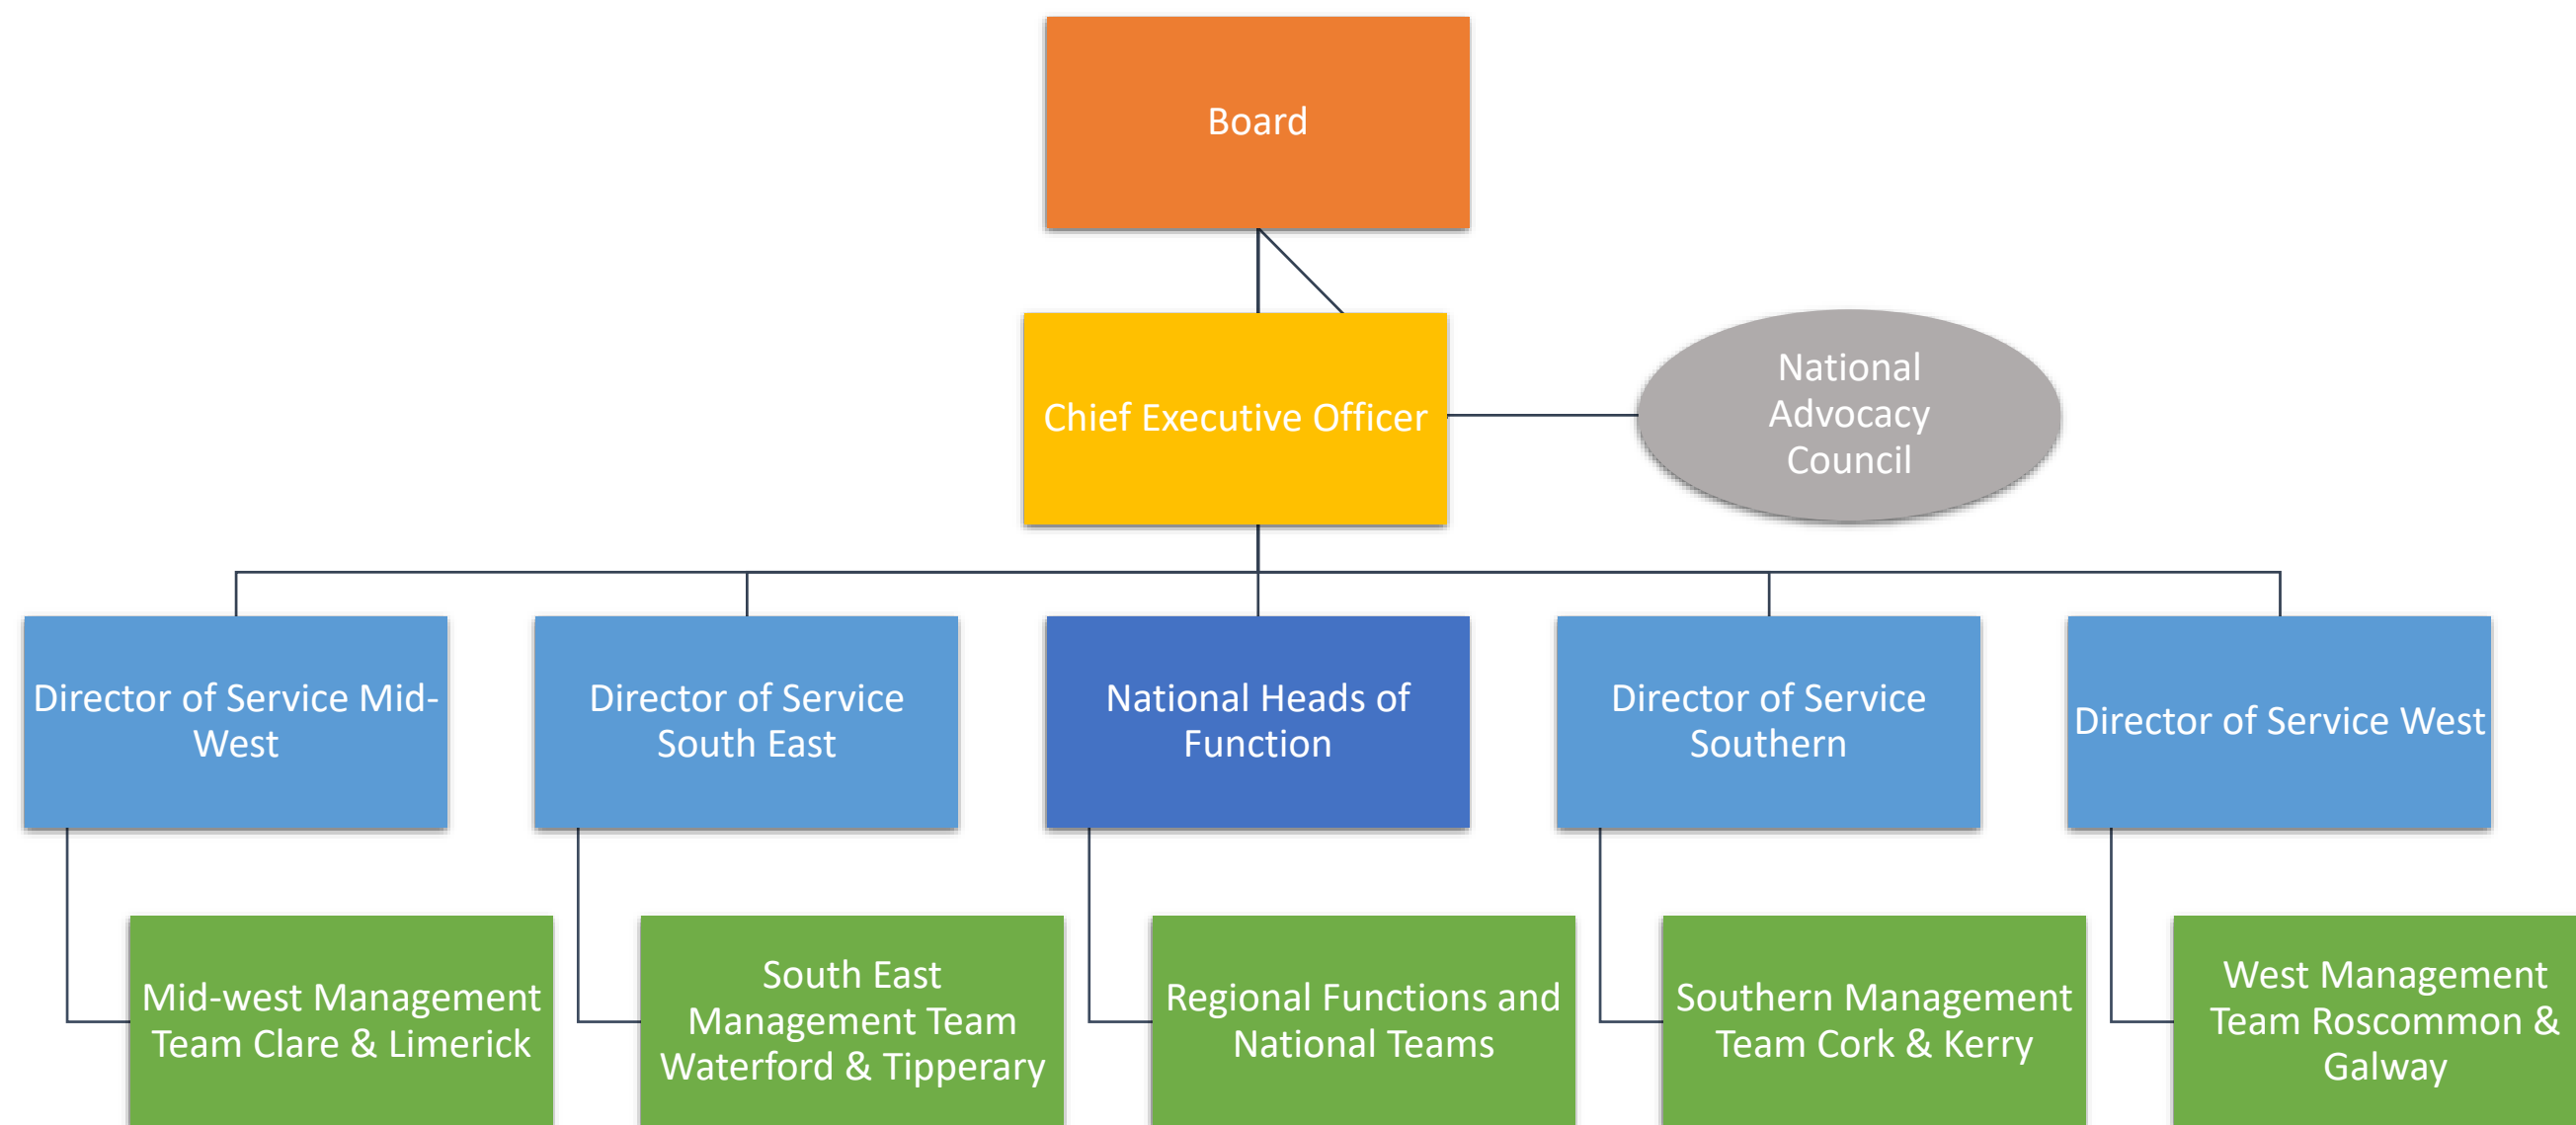 Board
Chief Executive Officer
National
Advocacy
Council
Director of Service Mid-
West
Director of Service
South East
National Heads of
Function
Director of Service
Southern
Director of Service West
Mid-west Management
Team Clare & Limerick
South East
Management Team
Waterford & Tipperary
Regional Functions and
National Teams
Southern Management
Team Cork & Kerry
West Management
Team Roscommon &
Galway